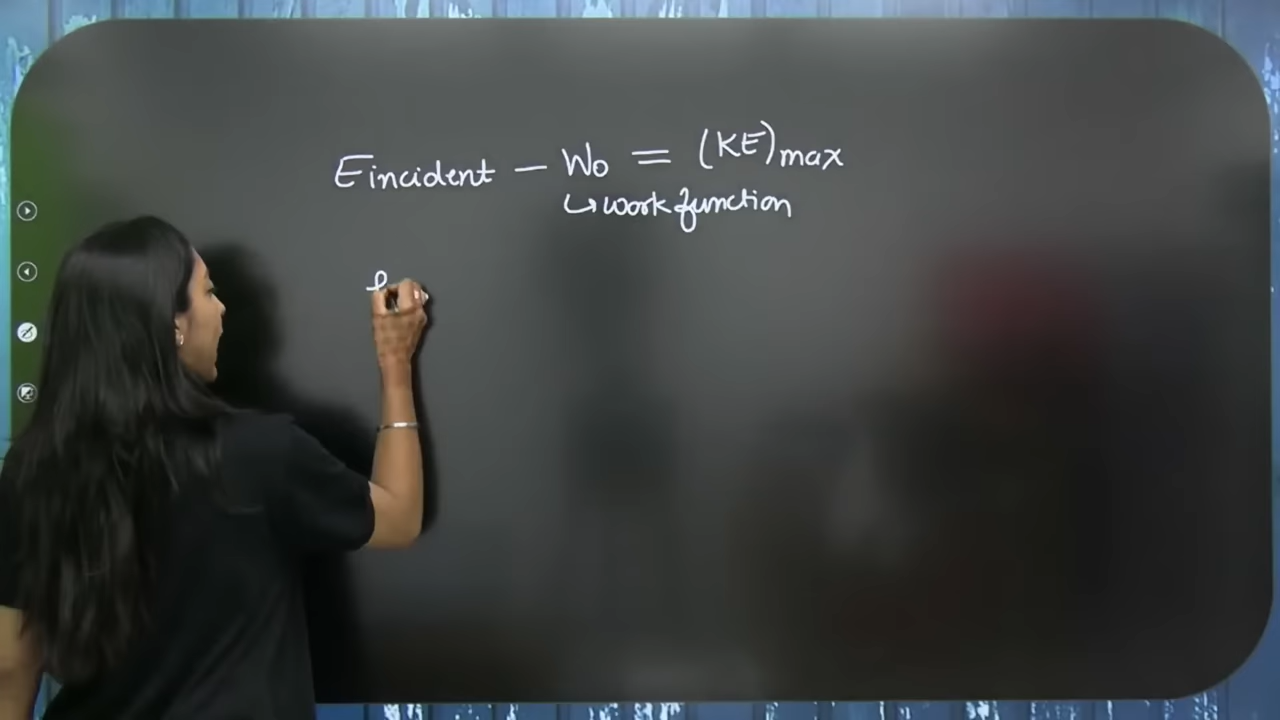 Eincident - Wo = (KE)max
↳ work function